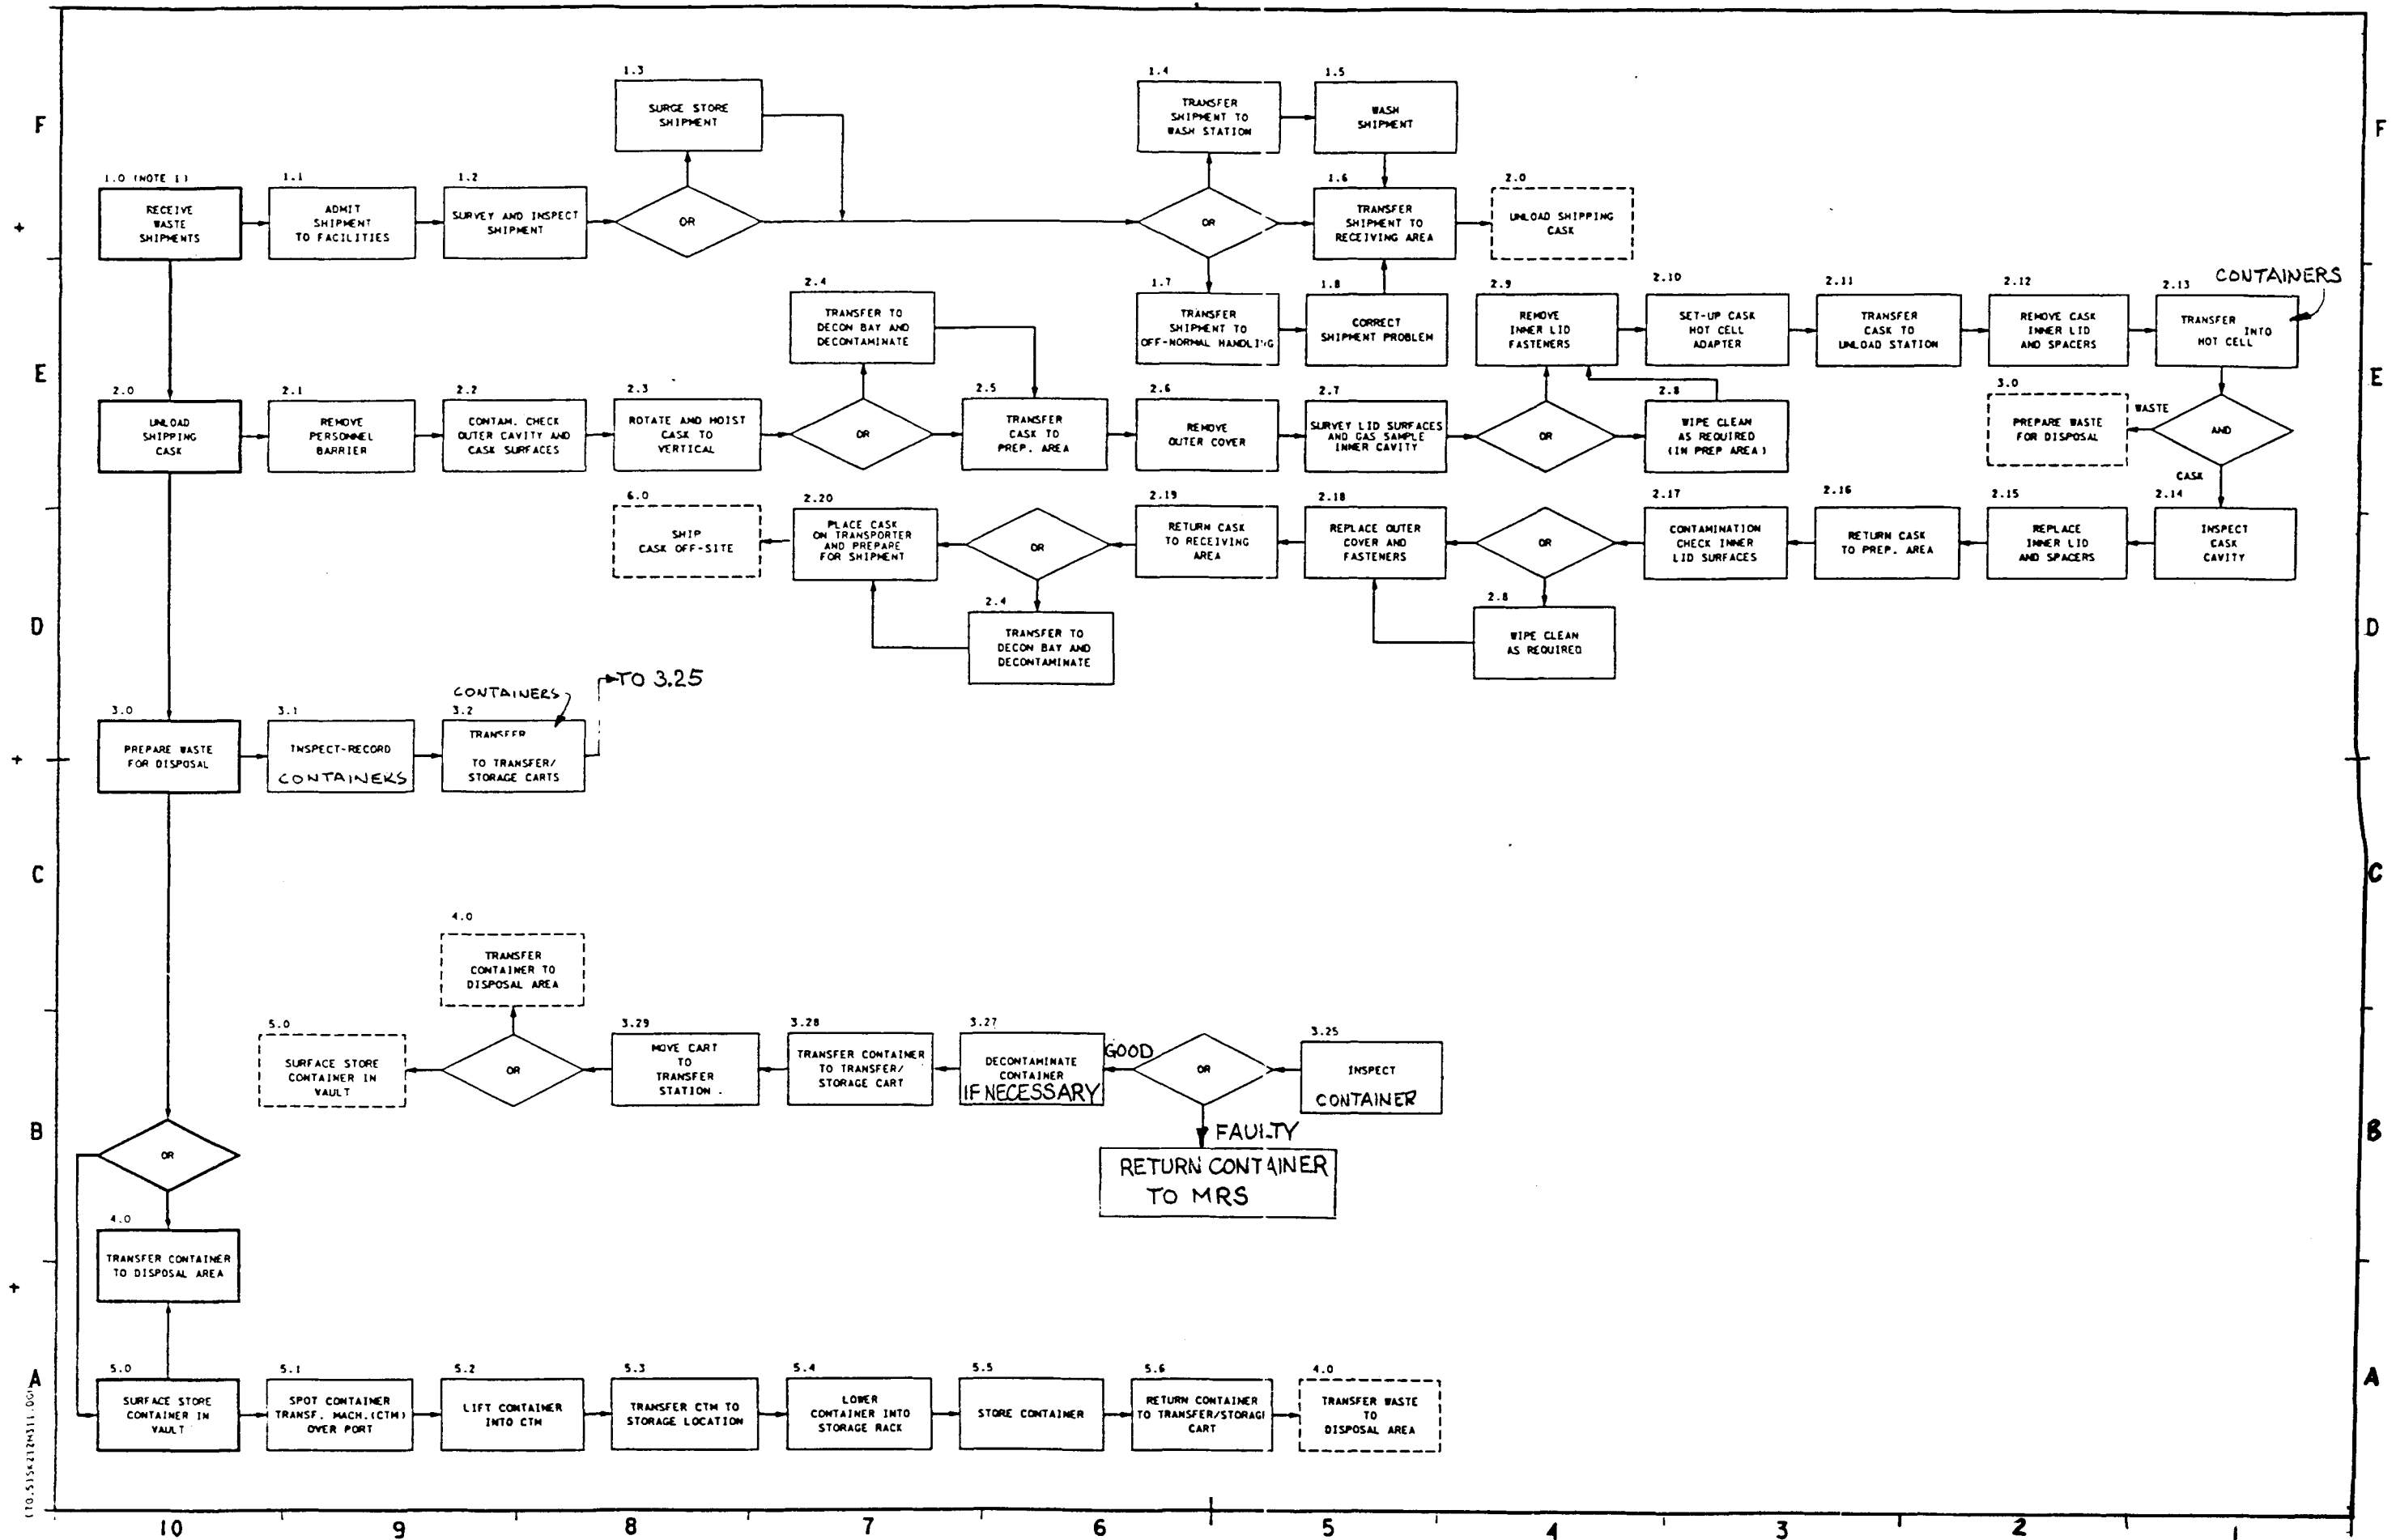 1.3
SURGE STORE
SHIPMENT
1.4
TRANSFER
SHIPMENT TO
WASH STATION
1.5
WASH
SHIPMENT
F
F
1.0 (NOTE 1)
RECEIVE
WASTE
SHIPMENTS
1.1
ADMIT
SHIPMENT
TO FACILITIES
1.2
SURVEY AND INSPECT
SHIPMENT
OR
OR
1.6
TRANSFER
SHIPMENT TO
RECEIVING AREA
2.0
UNLOAD SHIPPING
CASK
2.4
TRANSFER TO
DECON BAY AND
DECONTAMINATE
1.7
TRANSFER
SHIPMENT TO
OFF-NORMAL HANDLING
1.8
CORRECT
SHIPMENT PROBLEM
2.9
REMOVE
INNER LID
FASTENERS
2.10
SET-UP CASK
HOT CELL
ADAPTER
2.11
TRANSFER
CASK TO
UNLOAD STATION
2.12
REMOVE CASK
INNER LID
AND SPACERS
2.13
CONTAINERS
TRANSFER
INTO
HOT CELL
E
E
2.0
UNLOAD
SHIPPING
CASK
2.1
REMOVE
PERSONNEL
BARRIER
2.2
CONTAM. CHECK
OUTER CAVITY AND
CASK SURFACES
2.3
ROTATE AND HOIST
CASK TO
VERTICAL
OR
2.5
TRANSFER
CASK TO
PREP. AREA
2.6
REMOVE
OUTER COVER
2.7
SURVEY LID SURFACES
AND GAS SAMPLE
INNER CAVITY
OR
2.8
WIPE CLEAN
AS REQUIRED
(IN PREP AREA)
3.0
PREPARE WASTE
FOR DISPOSAL
WASTE
AND
CASK
6.0
SHIP
CASK OFF-SITE
2.20
PLACE CASK
ON TRANSPORTER
AND PREPARE
FOR SHIPMENT
OR
2.19
RETURN CASK
TO RECEIVING
AREA
2.18
REPLACE OUTER
COVER AND
FASTENERS
OR
2.17
CONTAMINATION
CHECK INNER
LID SURFACES
2.16
RETURN CASK
TO PREP. AREA
2.15
REPLACE
INNER LID
AND SPACERS
2.14
INSPECT
CASK
CAVITY
2.4
TRANSFER TO
DECON BAY AND
DECONTAMINATE
2.8
WIPE CLEAN
AS REQUIRED
D
D
3.0
PREPARE WASTE
FOR DISPOSAL
3.1
INSPECT-RECORD
CONTAINERS
CONTAINERS
3.2
TRANSFER
TO TRANSFER/
STORAGE CARTS
TO 3.25
C
C
4.0
TRANSFER
CONTAINER TO
DISPOSAL AREA
5.0
SURFACE STORE
CONTAINER IN
VAULT
OR
3.29
MOVE CART
TO
TRANSFER
STATION
3.28
TRANSFER CONTAINER
TO TRANSFER/
STORAGE CART
3.27
DECONTAMINATE
CONTAINER
IF NECESSARY
GOOD
OR
3.25
INSPECT
CONTAINER
FAULTY
RETURN CONTAINER
TO MRS
B
B
OR
4.0
TRANSFER CONTAINER
TO DISPOSAL AREA
A
A
5.0
SURFACE STORE
CONTAINER IN
VAULT
5.1
SPOT CONTAINER
TRANSF. MACH.(CTM)
OVER PORT
5.2
LIFT CONTAINER
INTO CTM
5.3
TRANSFER CTM TO
STORAGE LOCATION
5.4
LOWER
CONTAINER INTO
STORAGE RACK
5.5
STORE CONTAINER
5.6
RETURN CONTAINER
TO TRANSFER/STORAGE
CART
4.0
TRANSFER WASTE
TO
DISPOSAL AREA
10 9 8 7 6 5 4 3 2 1